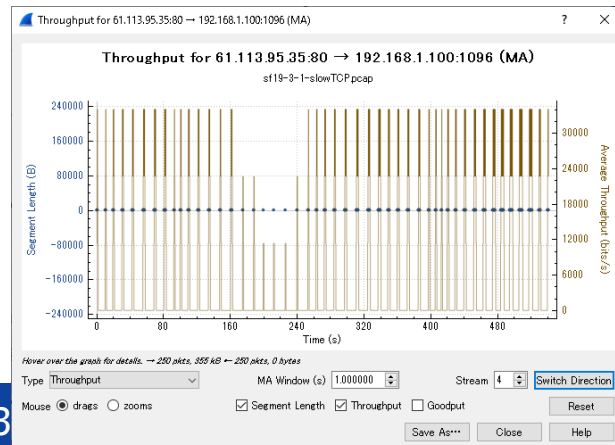 Throughput for 61.113.95.35:80 → 192.168.1.100:1096 (MA)
? ×
Throughput for 61.113.95.35:80 → 192.168.1.100:1096 (MA)
sf19-3-1-slowTCP.pcap
Segment Length (B)
240000
160000
80000
0
-80000
-160000
-240000
30000
24000
18000
12000
6000
0
Average Throughput (bits/s)
0 80 160 240 320 400 480
Time (s)
Hover over the graph for details. → 250 pkts, 355 kB ← 250 pkts, 0 bytes
Type Throughput MA Window (s) 1.000000 Stream 4 Switch Direction
Mouse drags zooms Segment Length Throughput Goodput Reset
Save As… Close Help
3